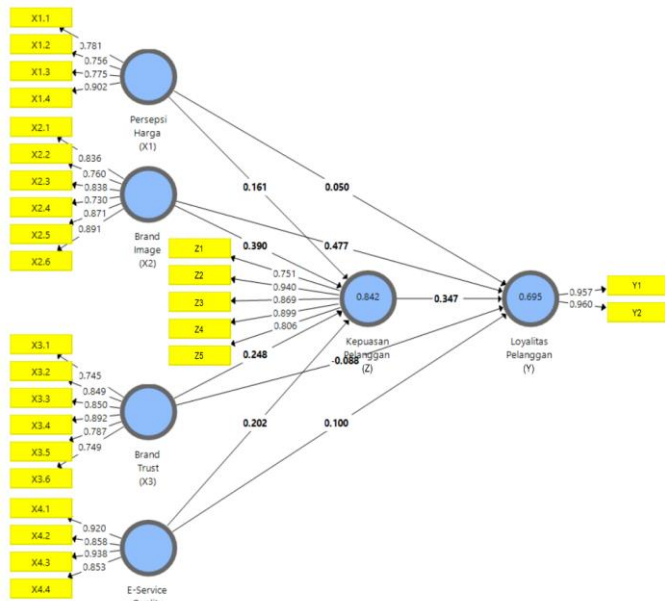 X1.1
X1.2
X1.3
X1.4
0.781
0.756
0.775
0.902
Persepsi
Harga
(X1)
X2.1
X2.2
X2.3
X2.4
X2.5
X2.6
0.836
0.760
0.838
0.730
0.871
0.891
Brand
Image
(X2)
0.161
0.050
0.390
0.477
Z1
Z2
Z3
Z4
Z5
0.751
0.940
0.869
0.899
0.806
0.842
Kepuasan
Pelanggan
(Z)
0.347
0.695
Loyalitas
Pelanggan
(Y)
0.957
0.960
Y1
Y2
0.248
-0.088
0.202
0.100
X3.1
X3.2
X3.3
X3.4
X3.5
X3.6
0.745
0.849
0.850
0.892
0.787
0.749
Brand
Trust
(X3)
X4.1
X4.2
X4.3
X4.4
0.920
0.858
0.938
0.853
E-Service